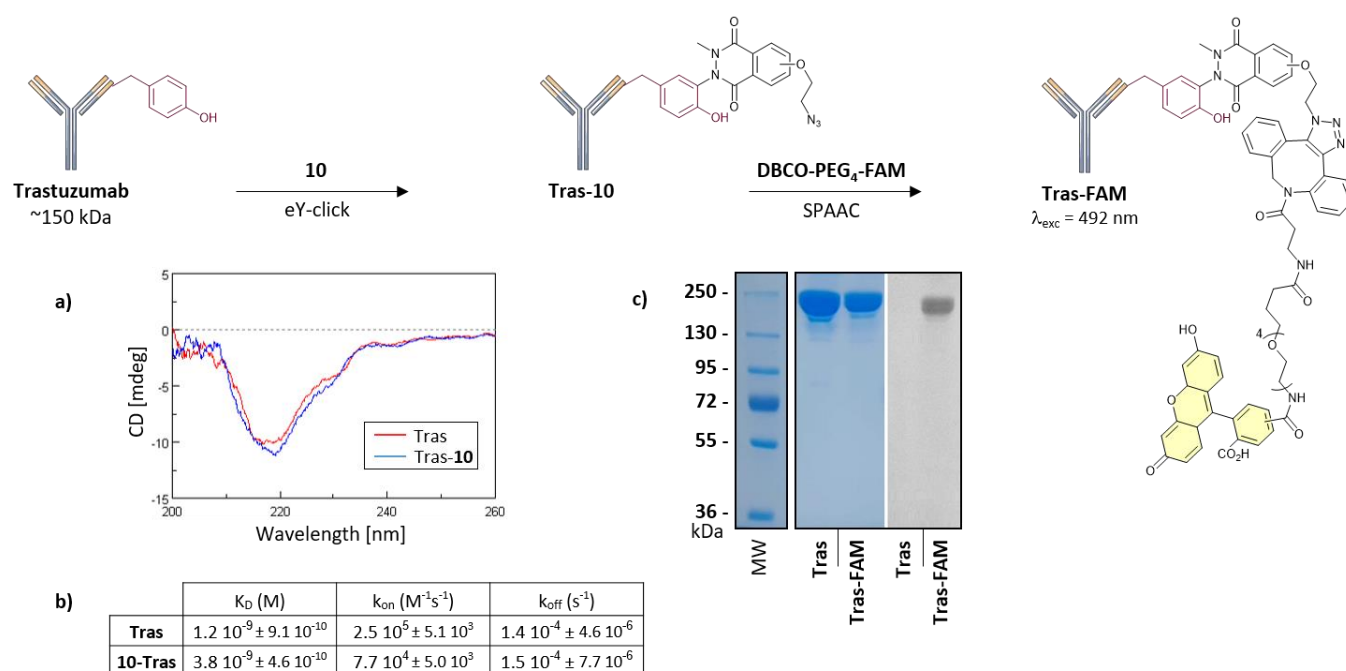 Trastuzumab
~150 kDa
OH
10
eY-click
Tras-10
O
N
N
O
OH
O
N3
DBCO-PEG4-FAM
SPAAC
Tras-FAM
λexc = 492 nm
O
N
N
O
OH
O
N
N
N
N
O
NH
O
4
O
NH
O
HO
O
O
CO2H
a)
CD [mdeg]
5
0
-5
-10
-15
Tras
Tras-10
200 220 240 260
Wavelength [nm]
c)
250 -
130 -
95 -
72 -
55 -
36 -
kDa
MW
Tras
Tras-FAM
Tras
Tras-FAM
b)
KD (M) kon (M-1s-1) koff (s-1)
Tras 1.2 10-9 ± 9.1 10-10 2.5 105 ± 5.1 103 1.4 10-4 ± 4.6 10-6
10-Tras 3.8 10-9 ± 4.6 10-10 7.7 104 ± 5.0 103 1.5 10-4 ± 7.7 10-6